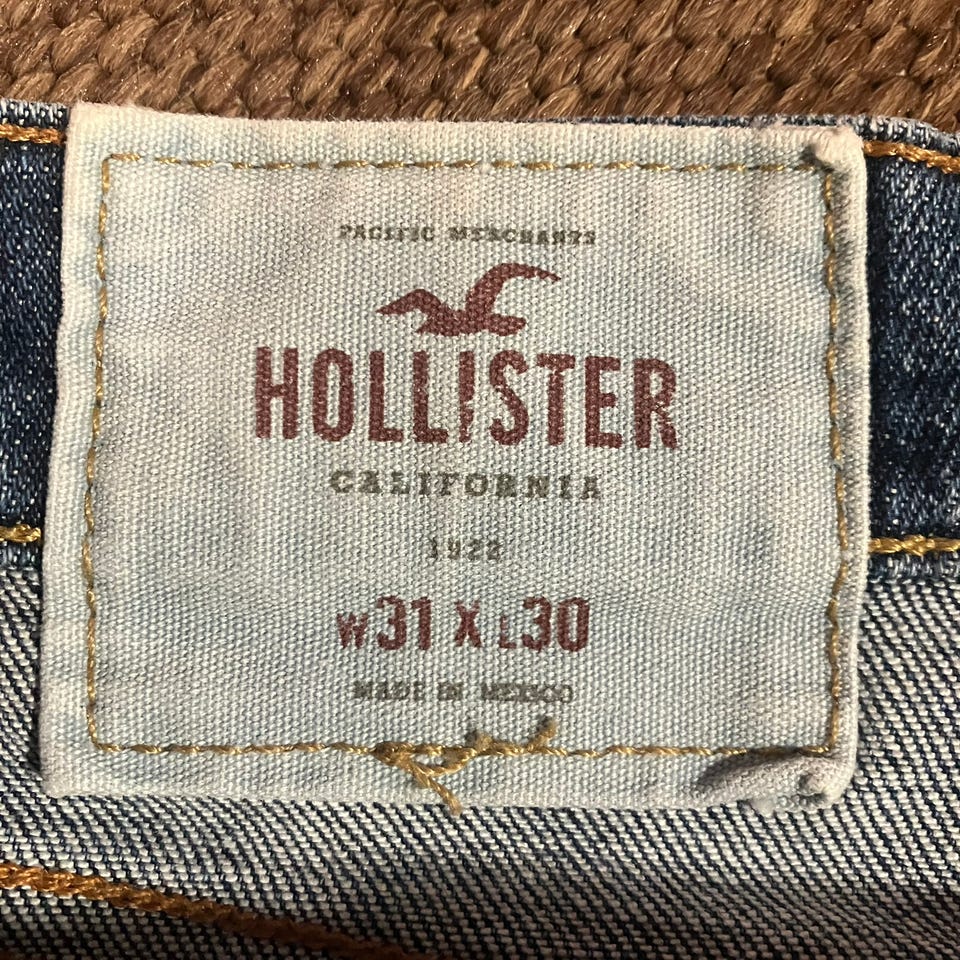 PACIFIC MERCHANTS
HOLLISTER
CALIFORNIA
1922
W31 X L30
MADE IN MEXICO